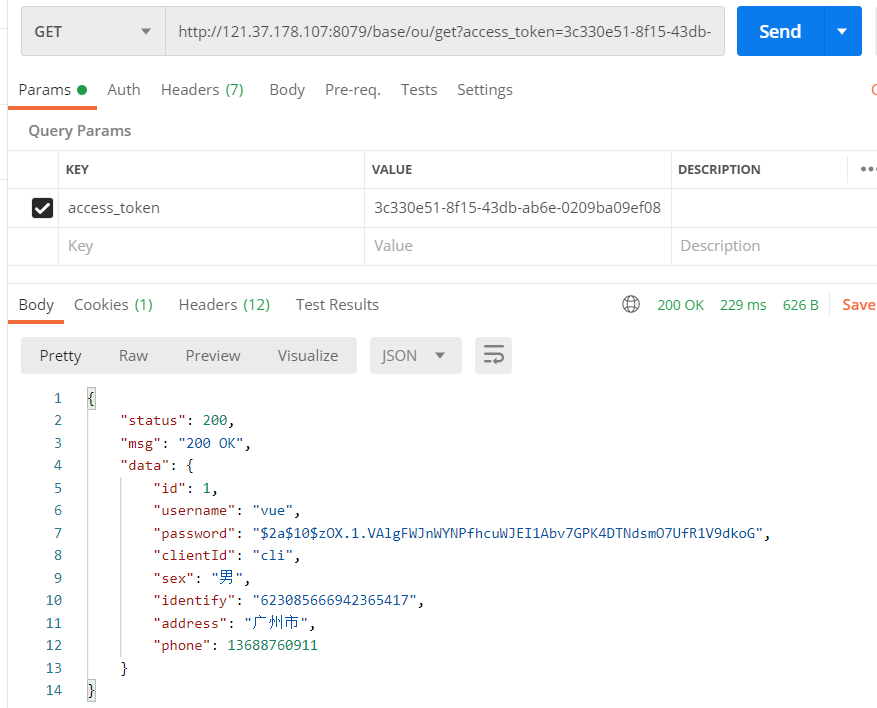 GET http://121.37.178.107:8079/base/ou/get?access_token=3c330e51-8f15-43db- Send
Params Auth Headers (7) Body Pre-req. Tests Settings
Query Params
KEY VALUE DESCRIPTION •••
access_token 3c330e51-8f15-43db-ab6e-0209ba09ef08
Key Value Description
Body Cookies (1) Headers (12) Test Results 200 OK 229 ms 626 B Save
Pretty Raw Preview Visualize JSON
1 {
2 "status": 200,
3 "msg": "200 OK",
4 "data": {
5 "id": 1,
6 "username": "vue",
7 "password": "$2a$10$zOX.1.VAlgFWJnWYNPfhcuWJEI1Abv7GPK4DTNdsmO7UfR1V9dkoG",
8 "clientId": "cli",
9 "sex": "男",
10 "identify": "623085666942365417",
11 "address": "广州市",
12 "phone": 13688760911
13 }
14 }